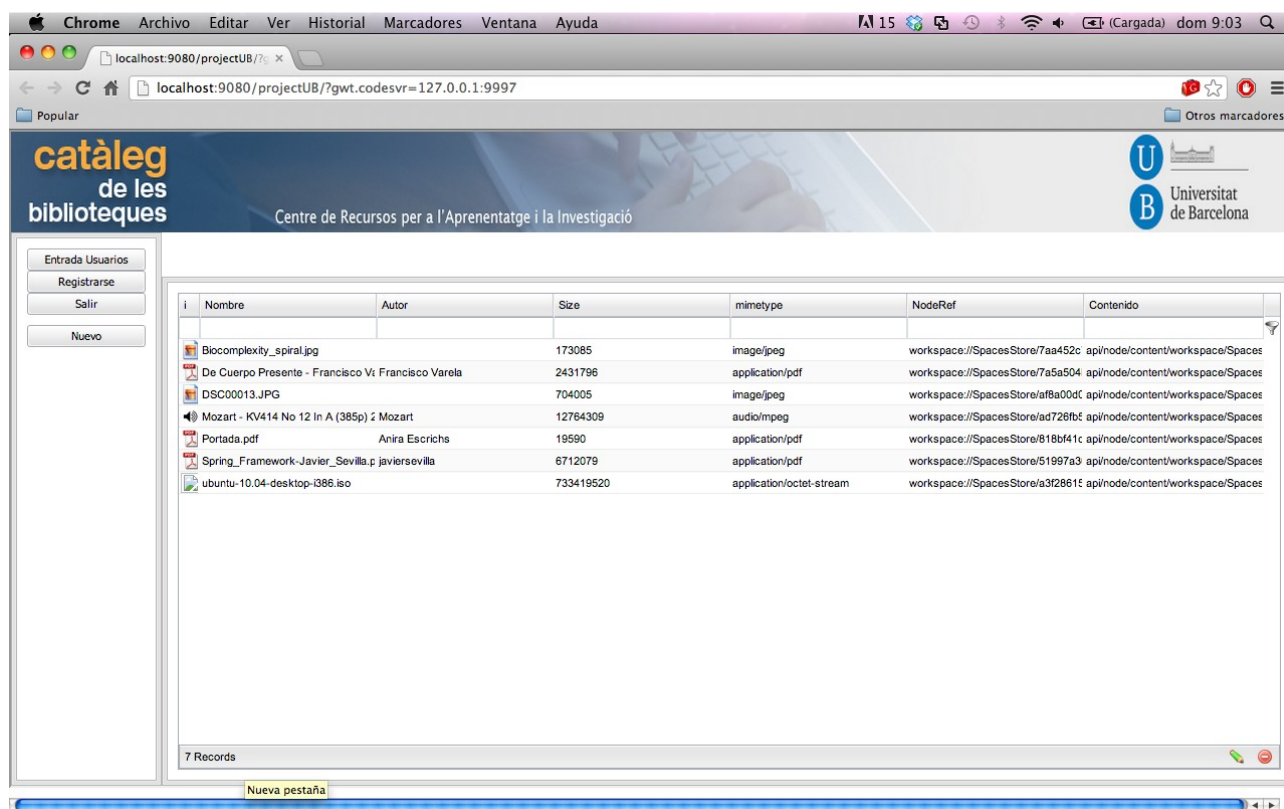 Chrome Archivo Editar Ver Historial Marcadores Ventana Ayuda 15 (Cargada) dom 9:03
localhost:9080/projectUB/?g
localhost:9080/projectUB/?gwt.codesvr=127.0.0.1:9997
Popular Otros marcadores
catàleg
de les
biblioteques
Centre de Recursos per a l'Aprenentatge i la Investigació
U
B
Universitat
de Barcelona
Entrada Usuarios
Registrarse
Salir
Nuevo
i Nombre Autor Size mimetype NodeRef Contenido
Biocomplexity_spiral.jpg 173085 image/jpeg workspace://SpacesStore/7aa452c api/node/content/workspace/Spaces
De Cuerpo Presente - Francisco Va Francisco Varela 2431796 application/pdf workspace://SpacesStore/7a5a504 api/node/content/workspace/Spaces
DSC00013.JPG 704005 image/jpeg workspace://SpacesStore/af8a00d api/node/content/workspace/Spaces
Mozart - KV414 No 12 In A (385p) 2 Mozart 12764309 audio/mpeg workspace://SpacesStore/ad726fb api/node/content/workspace/Spaces
Portada.pdf Anira Escrichs 19590 application/pdf workspace://SpacesStore/818bf41c api/node/content/workspace/Spaces
Spring_Framework-Javier_Sevilla.p javiersevilla 6712079 application/pdf workspace://SpacesStore/51997a3 api/node/content/workspace/Spaces
ubuntu-10.04-desktop-i386.iso 733419520 application/octet-stream workspace://SpacesStore/a3f28615 api/node/content/workspace/Spaces
7 Records
Nueva pestaña